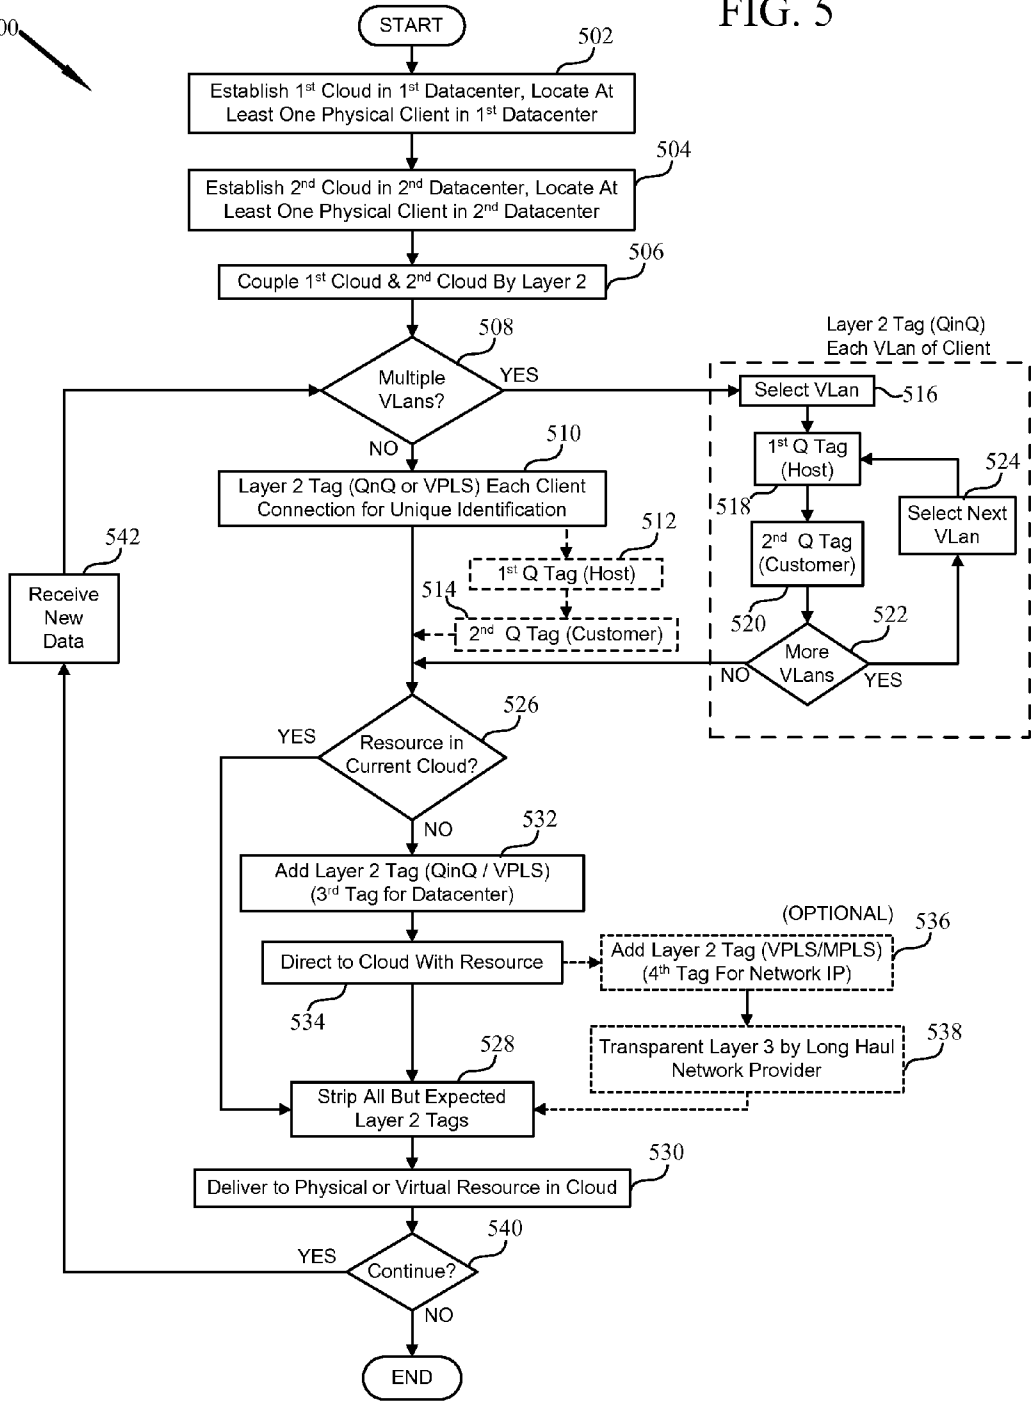 FIG. 5
00
START
502
Establish 1st Cloud in 1st Datacenter, Locate At
Least One Physical Client in 1st Datacenter
504
Establish 2nd Cloud in 2nd Datacenter, Locate At
Least One Physical Client in 2nd Datacenter
506
Couple 1st Cloud & 2nd Cloud By Layer 2
508
Multiple
VLans?
YES
NO
Layer 2 Tag (QinQ)
Each VLan of Client
Select VLan
516
1st Q Tag
(Host)
518
524
Select Next
VLan
2nd Q Tag
(Customer)
520
522
More
VLans
NO
YES
510
Layer 2 Tag (QnQ or VPLS) Each Client
Connection for Unique Identification
512
1st Q Tag (Host)
514
2nd Q Tag (Customer)
542
Receive
New
Data
526
YES
Resource in
Current Cloud?
NO
532
Add Layer 2 Tag (QinQ / VPLS)
(3rd Tag for Datacenter)
Direct to Cloud With Resource
534
(OPTIONAL)
536
Add Layer 2 Tag (VPLS/MPLS)
(4th Tag For Network IP)
538
Transparent Layer 3 by Long Haul
Network Provider
528
Strip All But Expected
Layer 2 Tags
530
Deliver to Physical or Virtual Resource in Cloud
540
YES
Continue?
NO
END